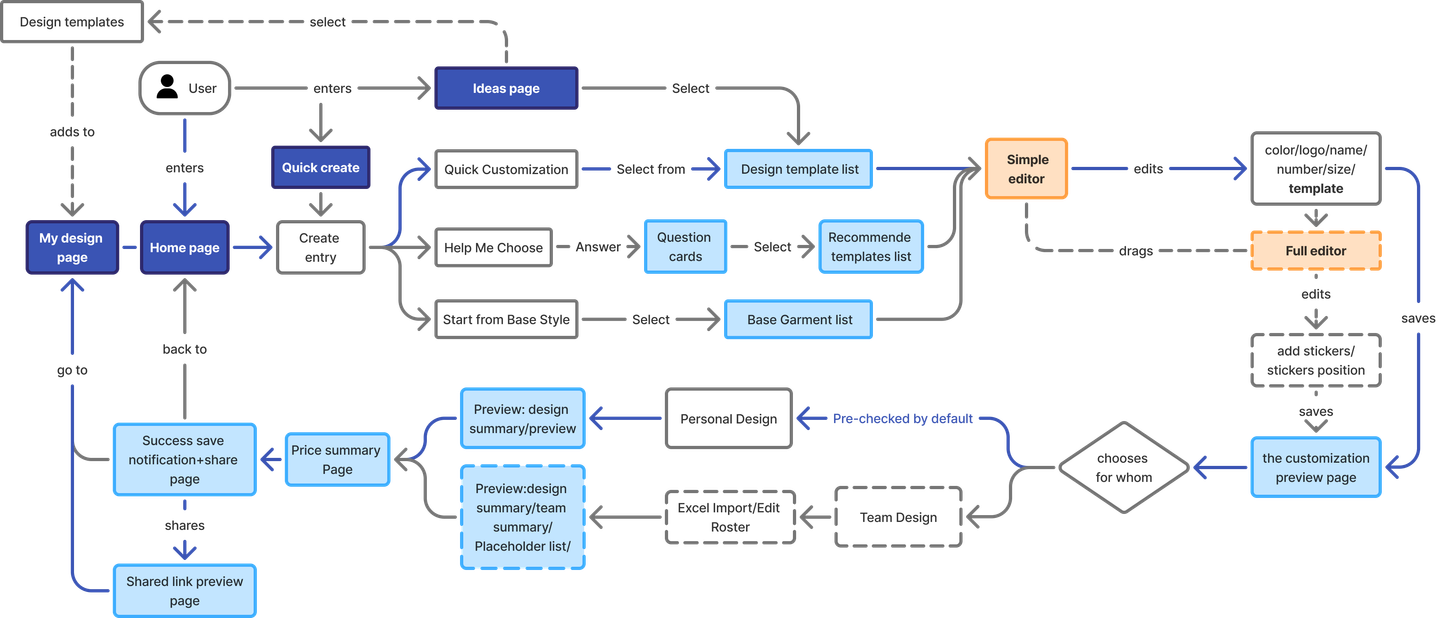 Design templates
select
User
enters
Ideas page
Select
adds to
enters
Quick create
Quick Customization
Select from
Design template list
Simple
editor
edits
color/logo/name/
number/size/
template
My design
page
Home page
Create
entry
Help Me Choose
Answer
Question
cards
Select
Recommende
templates list
drags
Full editor
edits
Start from Base Style
Select
Base Garment list
saves
back to
go to
add stickers/
stickers position
saves
Preview: design
summary/preview
Personal Design
Pre-checked by default
chooses
for whom
the customization
preview page
Success save
notification+share
page
Price summary
Page
Preview:design
summary/team
summary/
Placeholder list/
Excel Import/Edit
Roster
Team Design
shares
Shared link preview
page